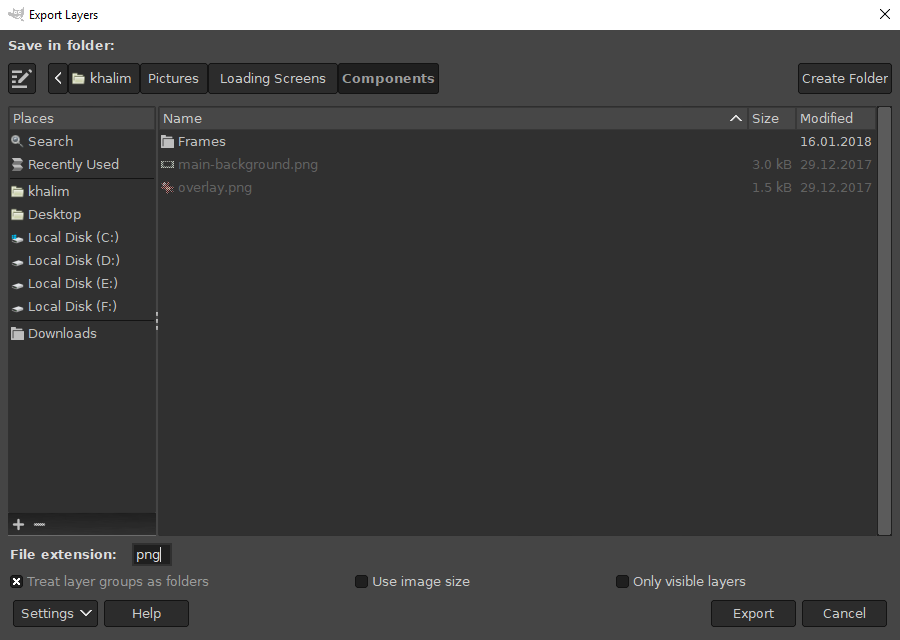 Export Layers
Save in folder:
khalim Pictures Loading Screens Components Create Folder
Places Name Size Modified
Search Frames 16.01.2018
Recently Used main-background.png 3.0 kB 29.12.2017
overlay.png 1.5 kB 29.12.2017
khalim
Desktop
Local Disk (C:)
Local Disk (D:)
Local Disk (E:)
Local Disk (F:)
Downloads
File extension: png
Treat layer groups as folders Use image size Only visible layers
Settings Help Export Cancel